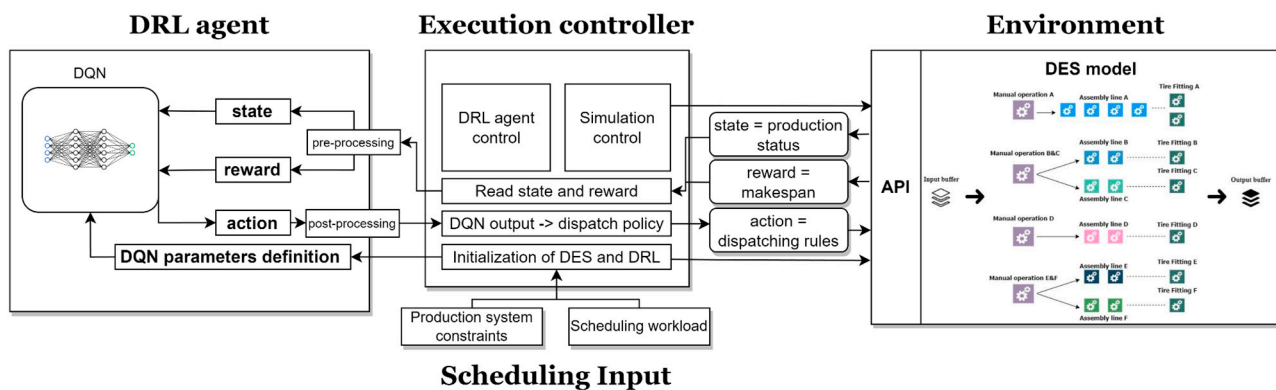 DRL agent
Execution controller
Environment
DQN
state
reward
action
pre-processing
post-processing
DQN parameters definition
DRL agent
control
Simulation
control
Read state and reward
DQN output -> dispatch policy
Initialization of DES and DRL
state = production
status
reward =
makespan
action =
dispatching rules
Production system
constraints
Scheduling workload
Scheduling Input
API
DES model
Input buffer
Manual operation A
Assembly line A
Tire Fitting A
Manual operation B&C
Assembly line B
Tire Fitting B
Assembly line C
Tire Fitting C
Manual operation D
Assembly line D
Tire Fitting D
Manual operation E&F
Assembly line E
Tire Fitting E
Assembly line F
Tire Fitting F
Output buffer